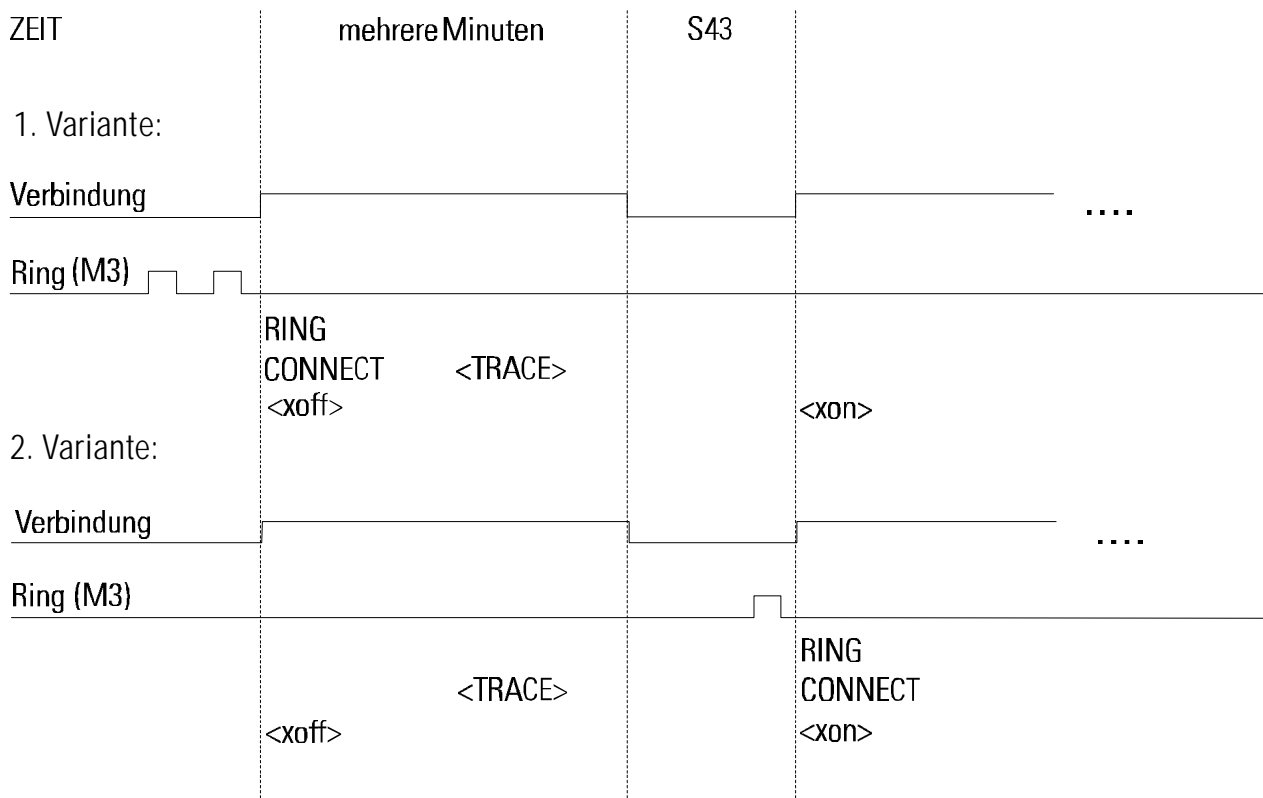 ZEIT mehrere Minuten S43
1. Variante:
Verbindung
....
Ring (M3)
RING
CONNECT <TRACE>
<xoff> <xon>
2. Variante:
Verbindung
....
Ring (M3)
RING
<TRACE> CONNECT
<xoff> <xon>